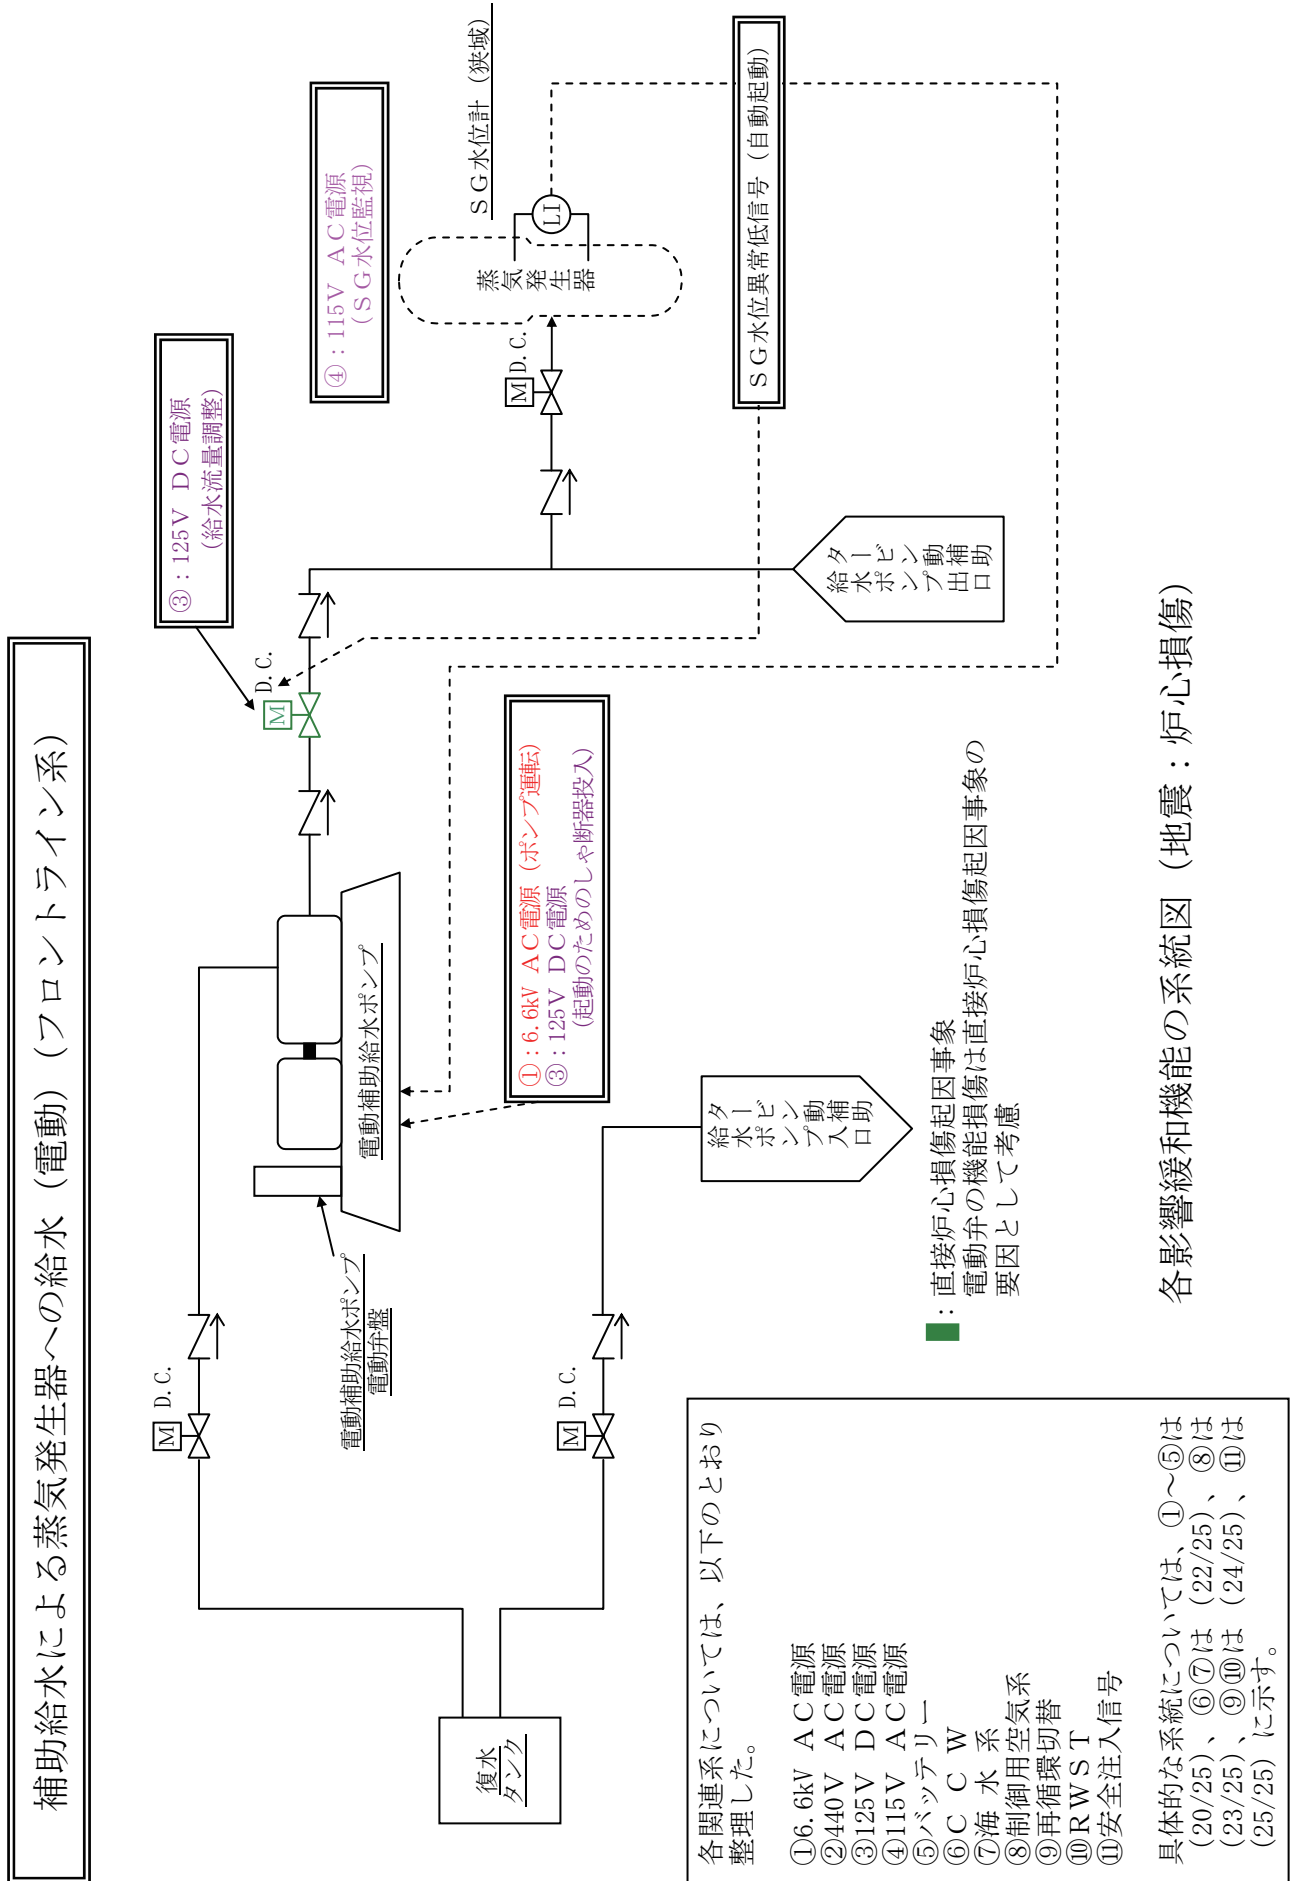 補助給水による蒸気発生器への給水（電動）（フロントライン系）
③：125V DC電源
（給水流量調整）
④：115V AC電源
（SG水位監視）
SG水位計（狭域）
M
D.C.
M
D.C.
M
D.C.
蒸気発生器
LI
電動補助給水ポンプ
電動補助給水ポンプ
電動弁盤
復水
タンク
M
D.C.
①：6.6kV AC電源（ポンプ運転）
③：125V DC電源
（起動のためのしゃ断器投入）
SG水位異常低信号（自動起動）
タービン動補助
給水ポンプ出口
タービン動補助
給水ポンプ入口
：直接炉心損傷起因事象
電動弁の機能損傷は直接炉心損傷起因事象の
要因として考慮
各関連系については、以下のとおり
整理した。
①6.6kV AC電源
②440V AC電源
③125V DC電源
④115V AC電源
⑤バッテリー
⑥C C W
⑦海 水 系
⑧制御用空気系
⑨再循環切替
⑩RWST
⑪安全注入信号
具体的な系統については、①～⑤は
（20/25）、⑥⑦は（22/25）、⑧は
（23/25）、⑨⑩は（24/25）、⑪は
（25/25）に示す。
各影響緩和機能の系統図（地震：炉心損傷）